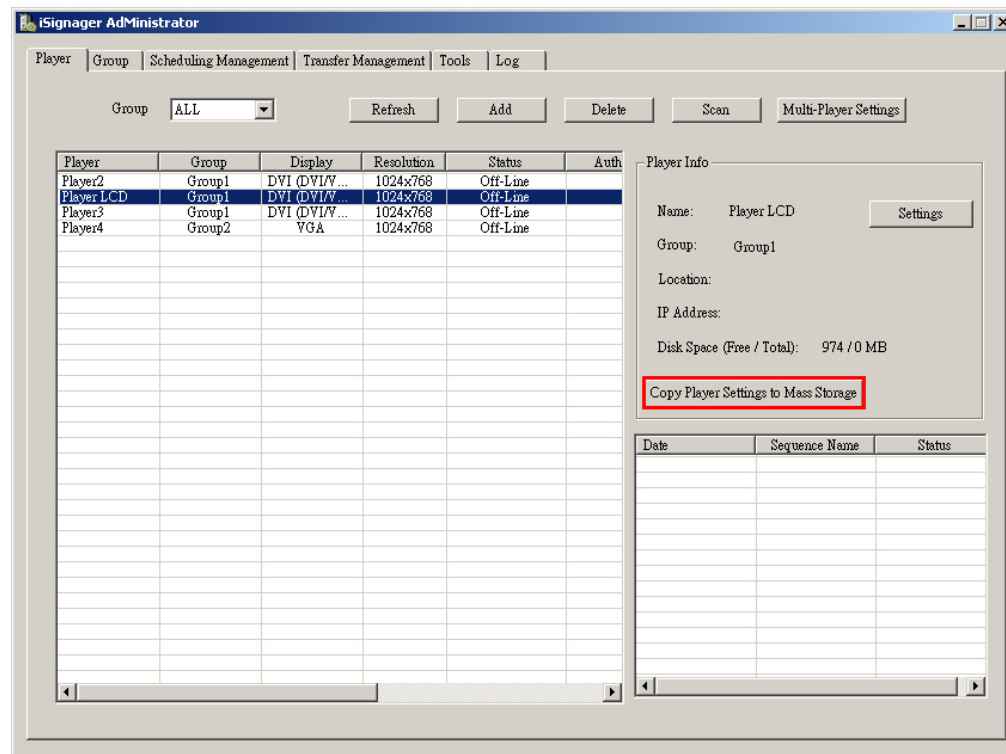 iSignager AdMinistrator
Player Group Scheduling Management Transfer Management Tools Log
Group ALL Refresh Add Delete Scan Multi-Player Settings
Player Group Display Resolution Status Auth
Player2 Group1 DVI (DVI/V... 1024x768 Off-Line
Player LCD Group1 DVI (DVI/V... 1024x768 Off-Line
Player3 Group1 DVI (DVI/V... 1024x768 Off-Line
Player4 Group2 VGA 1024x768 Off-Line
Player Info
Name: Player LCD Settings
Group: Group1
Location:
IP Address:
Disk Space (Free / Total): 974 / 0 MB
Copy Player Settings to Mass Storage
Date Sequence Name Status